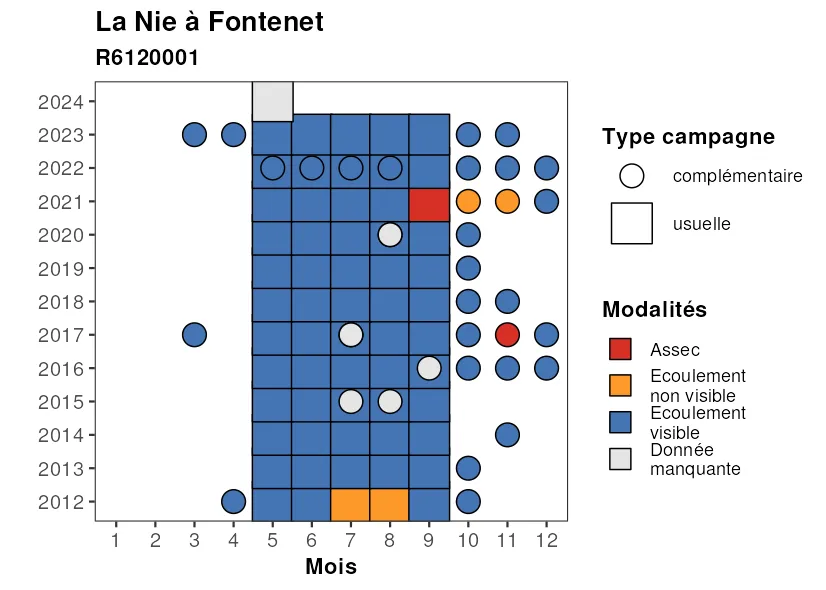 La Nie à Fontenet
R6120001
2024
2023
2022
2021
2020
2019
2018
2017
2016
2015
2014
2013
2012
1 2 3 4 5 6 7 8 9 10 11 12
Mois
Type campagne
complémentaire
usuelle
Modalités
Assec
Ecoulement
non visible
Ecoulement
visible
Donnée
manquante